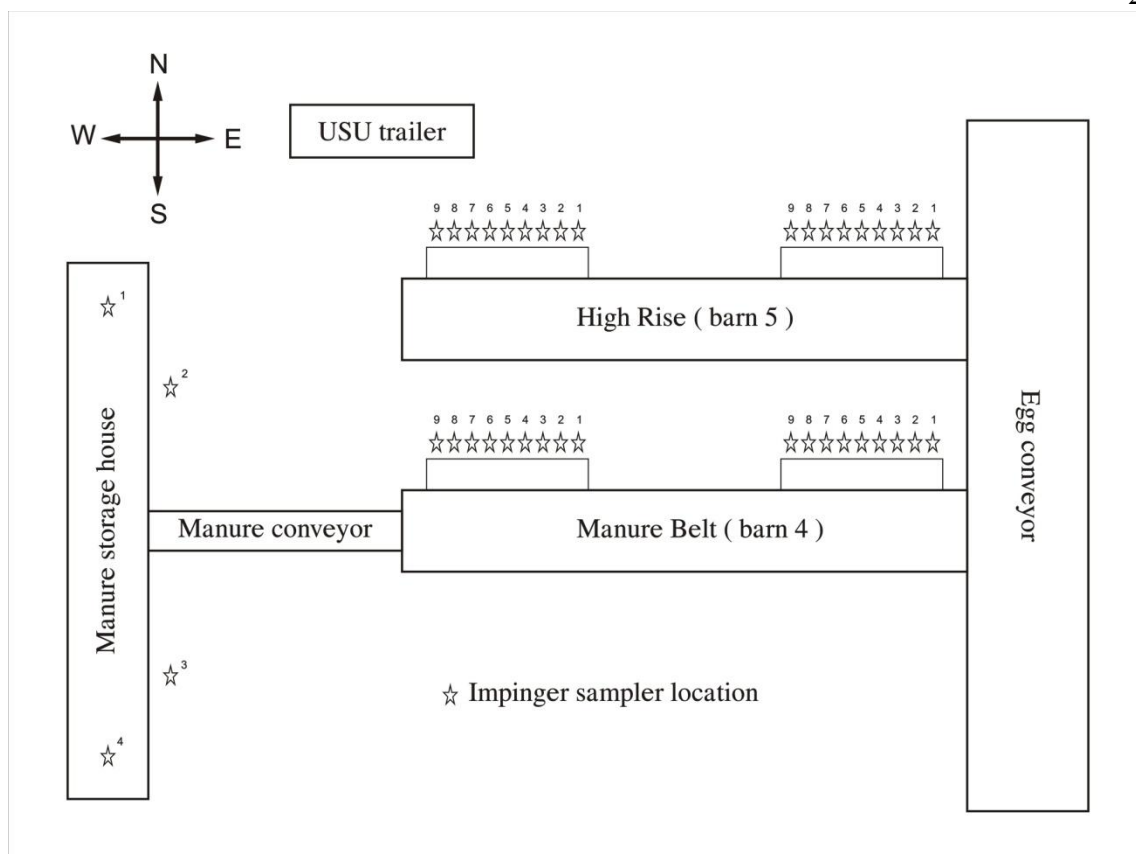 N
W E
S
USU trailer
9 8 7 6 5 4 3 2 1
9 8 7 6 5 4 3 2 1
High Rise ( barn 5 )
1
2
Manure storage house
9 8 7 6 5 4 3 2 1
9 8 7 6 5 4 3 2 1
Manure conveyor
Manure Belt ( barn 4 )
Egg conveyor
3
4
Impinger sampler location